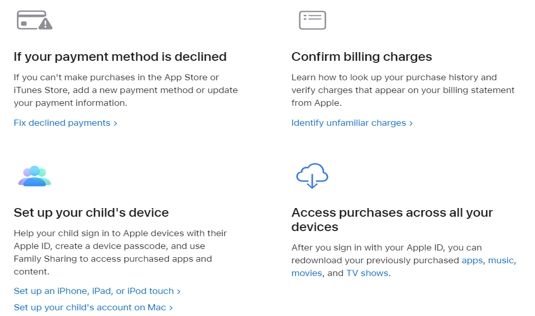 If your payment method is declined
If you can't make purchases in the App Store or
iTunes Store, add a new payment method or update
your payment information.
Fix declined payments >
Confirm billing charges
Learn how to look up your purchase history and
verify charges that appear on your billing statement
from Apple.
Identify unfamiliar charges >
Set up your child's device
Help your child sign in to Apple devices with their
Apple ID, create a device passcode, and use
Family Sharing to access purchased apps and
content.
Set up an iPhone, iPad, or iPod touch >
Set up your child's account on Mac >
Access purchases across all your
devices
After you sign in with your Apple ID, you can
redownload your previously purchased apps, music,
movies, and TV shows.